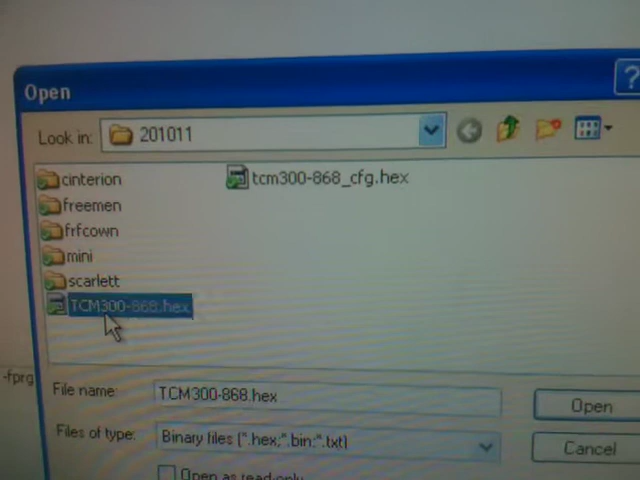 Open
?
Look in: 201011
cinterion
tcm300-868_cfg.hex
freemen
frfcown
mini
scarlett
TCM300-868.hex
-fprg
File name: TCM300-868.hex
Open
Files of type: Binary files (*.hex;*.bin;*.txt)
Cancel
Open as read-only